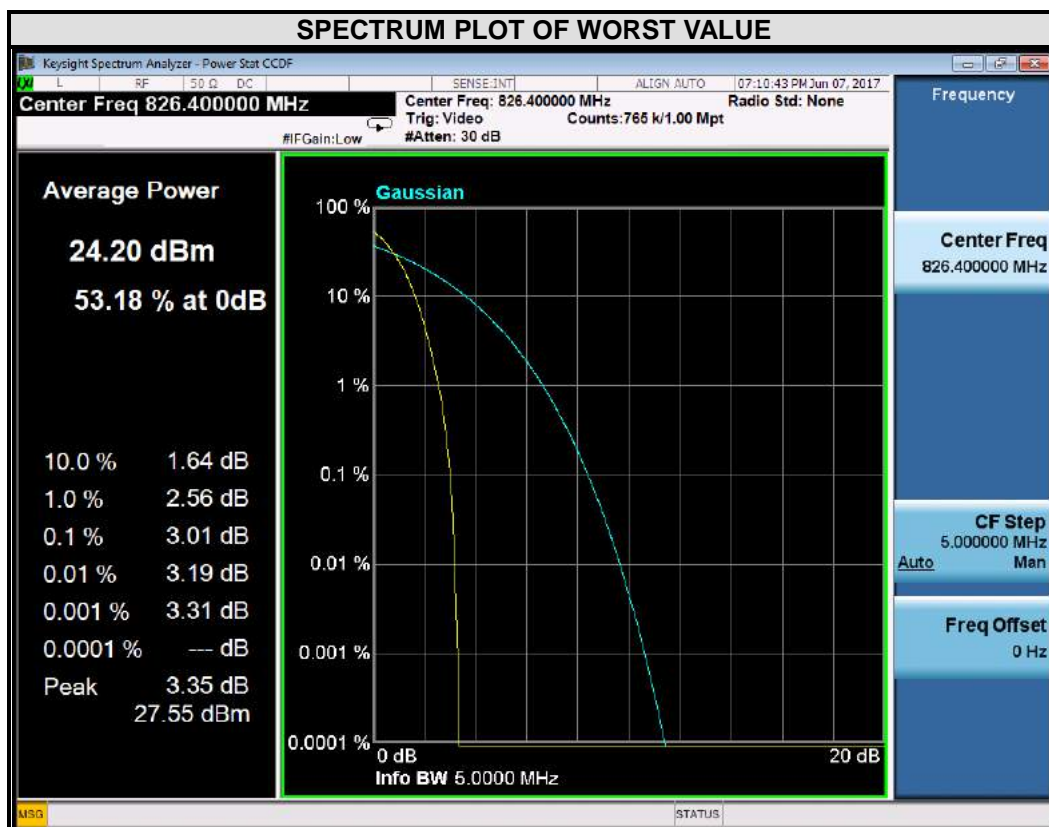 SPECTRUM PLOT OF WORST VALUE
Keysight Spectrum Analyzer - Power Stat CCDF
L RF 50 Ω DC SENSE:INT ALIGN AUTO 07:10:43 PM Jun 07, 2017
Center Freq 826.400000 MHz
Center Freq: 826.400000 MHz Radio Std: None
Trig: Video Counts:765 k/1.00 Mpt
#IFGain:Low #Atten: 30 dB
Frequency
Average Power
24.20 dBm
53.18 % at 0dB
10.0 % 1.64 dB
1.0 % 2.56 dB
0.1 % 3.01 dB
0.01 % 3.19 dB
0.001 % 3.31 dB
0.0001 % --- dB
Peak 3.35 dB
27.55 dBm
Gaussian
100 %
10 %
1 %
0.1 %
0.01 %
0.001 %
0.0001 %
0 dB 20 dB
Info BW 5.0000 MHz
Center Freq
826.400000 MHz
CF Step
5.000000 MHz
Auto Man
Freq Offset
0 Hz
MSG STATUS